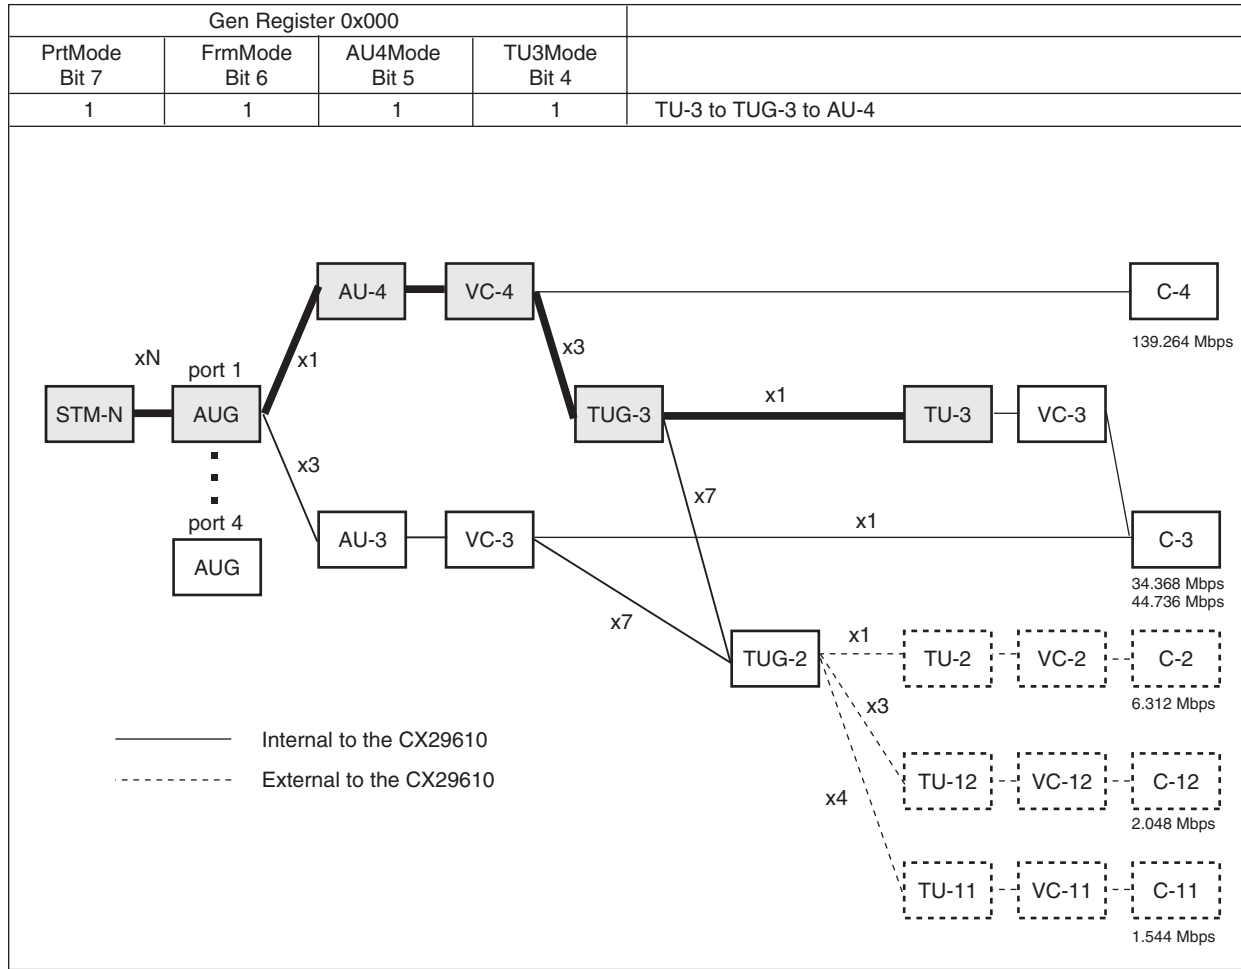 Gen Register 0x000
PrtMode
Bit 7
FrmMode
Bit 6
AU4Mode
Bit 5
TU3Mode
Bit 4
1
1
1
1
TU-3 to TUG-3 to AU-4
AU-4
VC-4
C-4
139.264 Mbps
xN
port 1
x1
x3
x1
STM-N
AUG
TUG-3
TU-3
VC-3
x3
x7
x1
port 4
AUG
AU-3
VC-3
C-3
34.368 Mbps
44.736 Mbps
x7
x1
TUG-2
TU-2
VC-2
C-2
6.312 Mbps
x3
Internal to the CX29610
External to the CX29610
x4
TU-12
VC-12
C-12
2.048 Mbps
TU-11
VC-11
C-11
1.544 Mbps